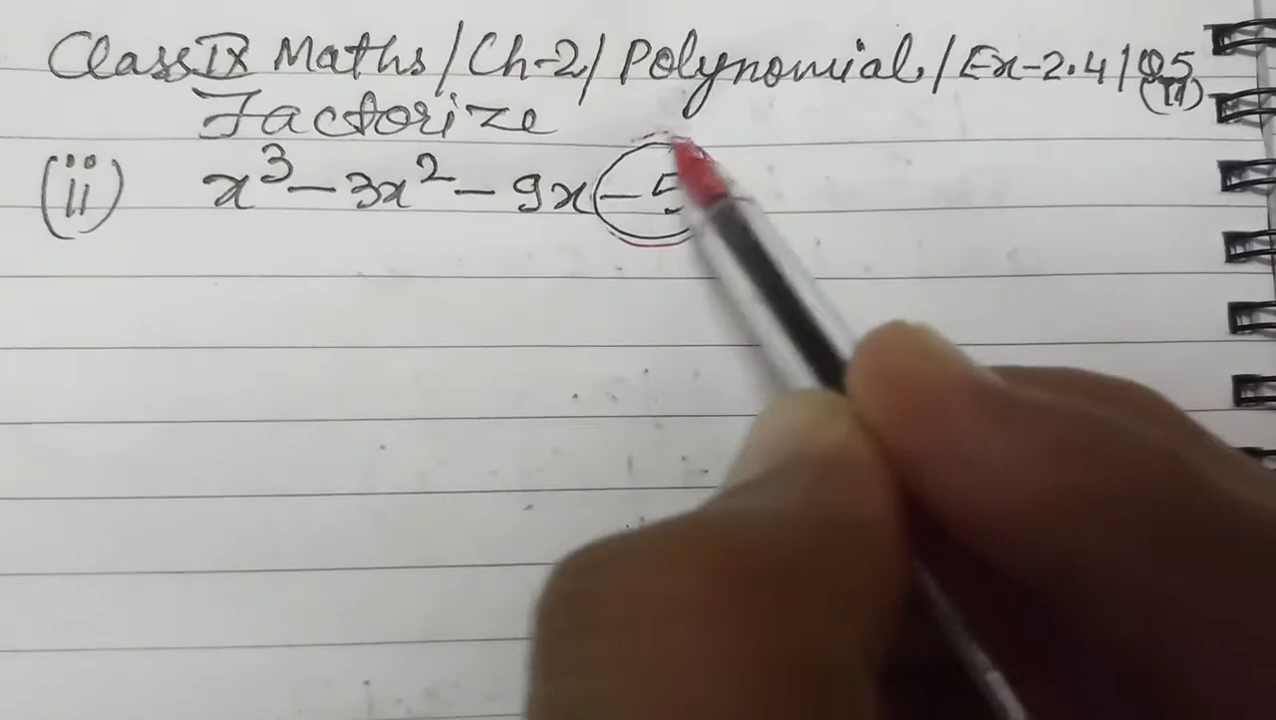 Class IX Maths/Ch-2/Polynomial/Ex-2.4/Q5
(ii)
Factorize
(ii) x³-3x²-9x-5